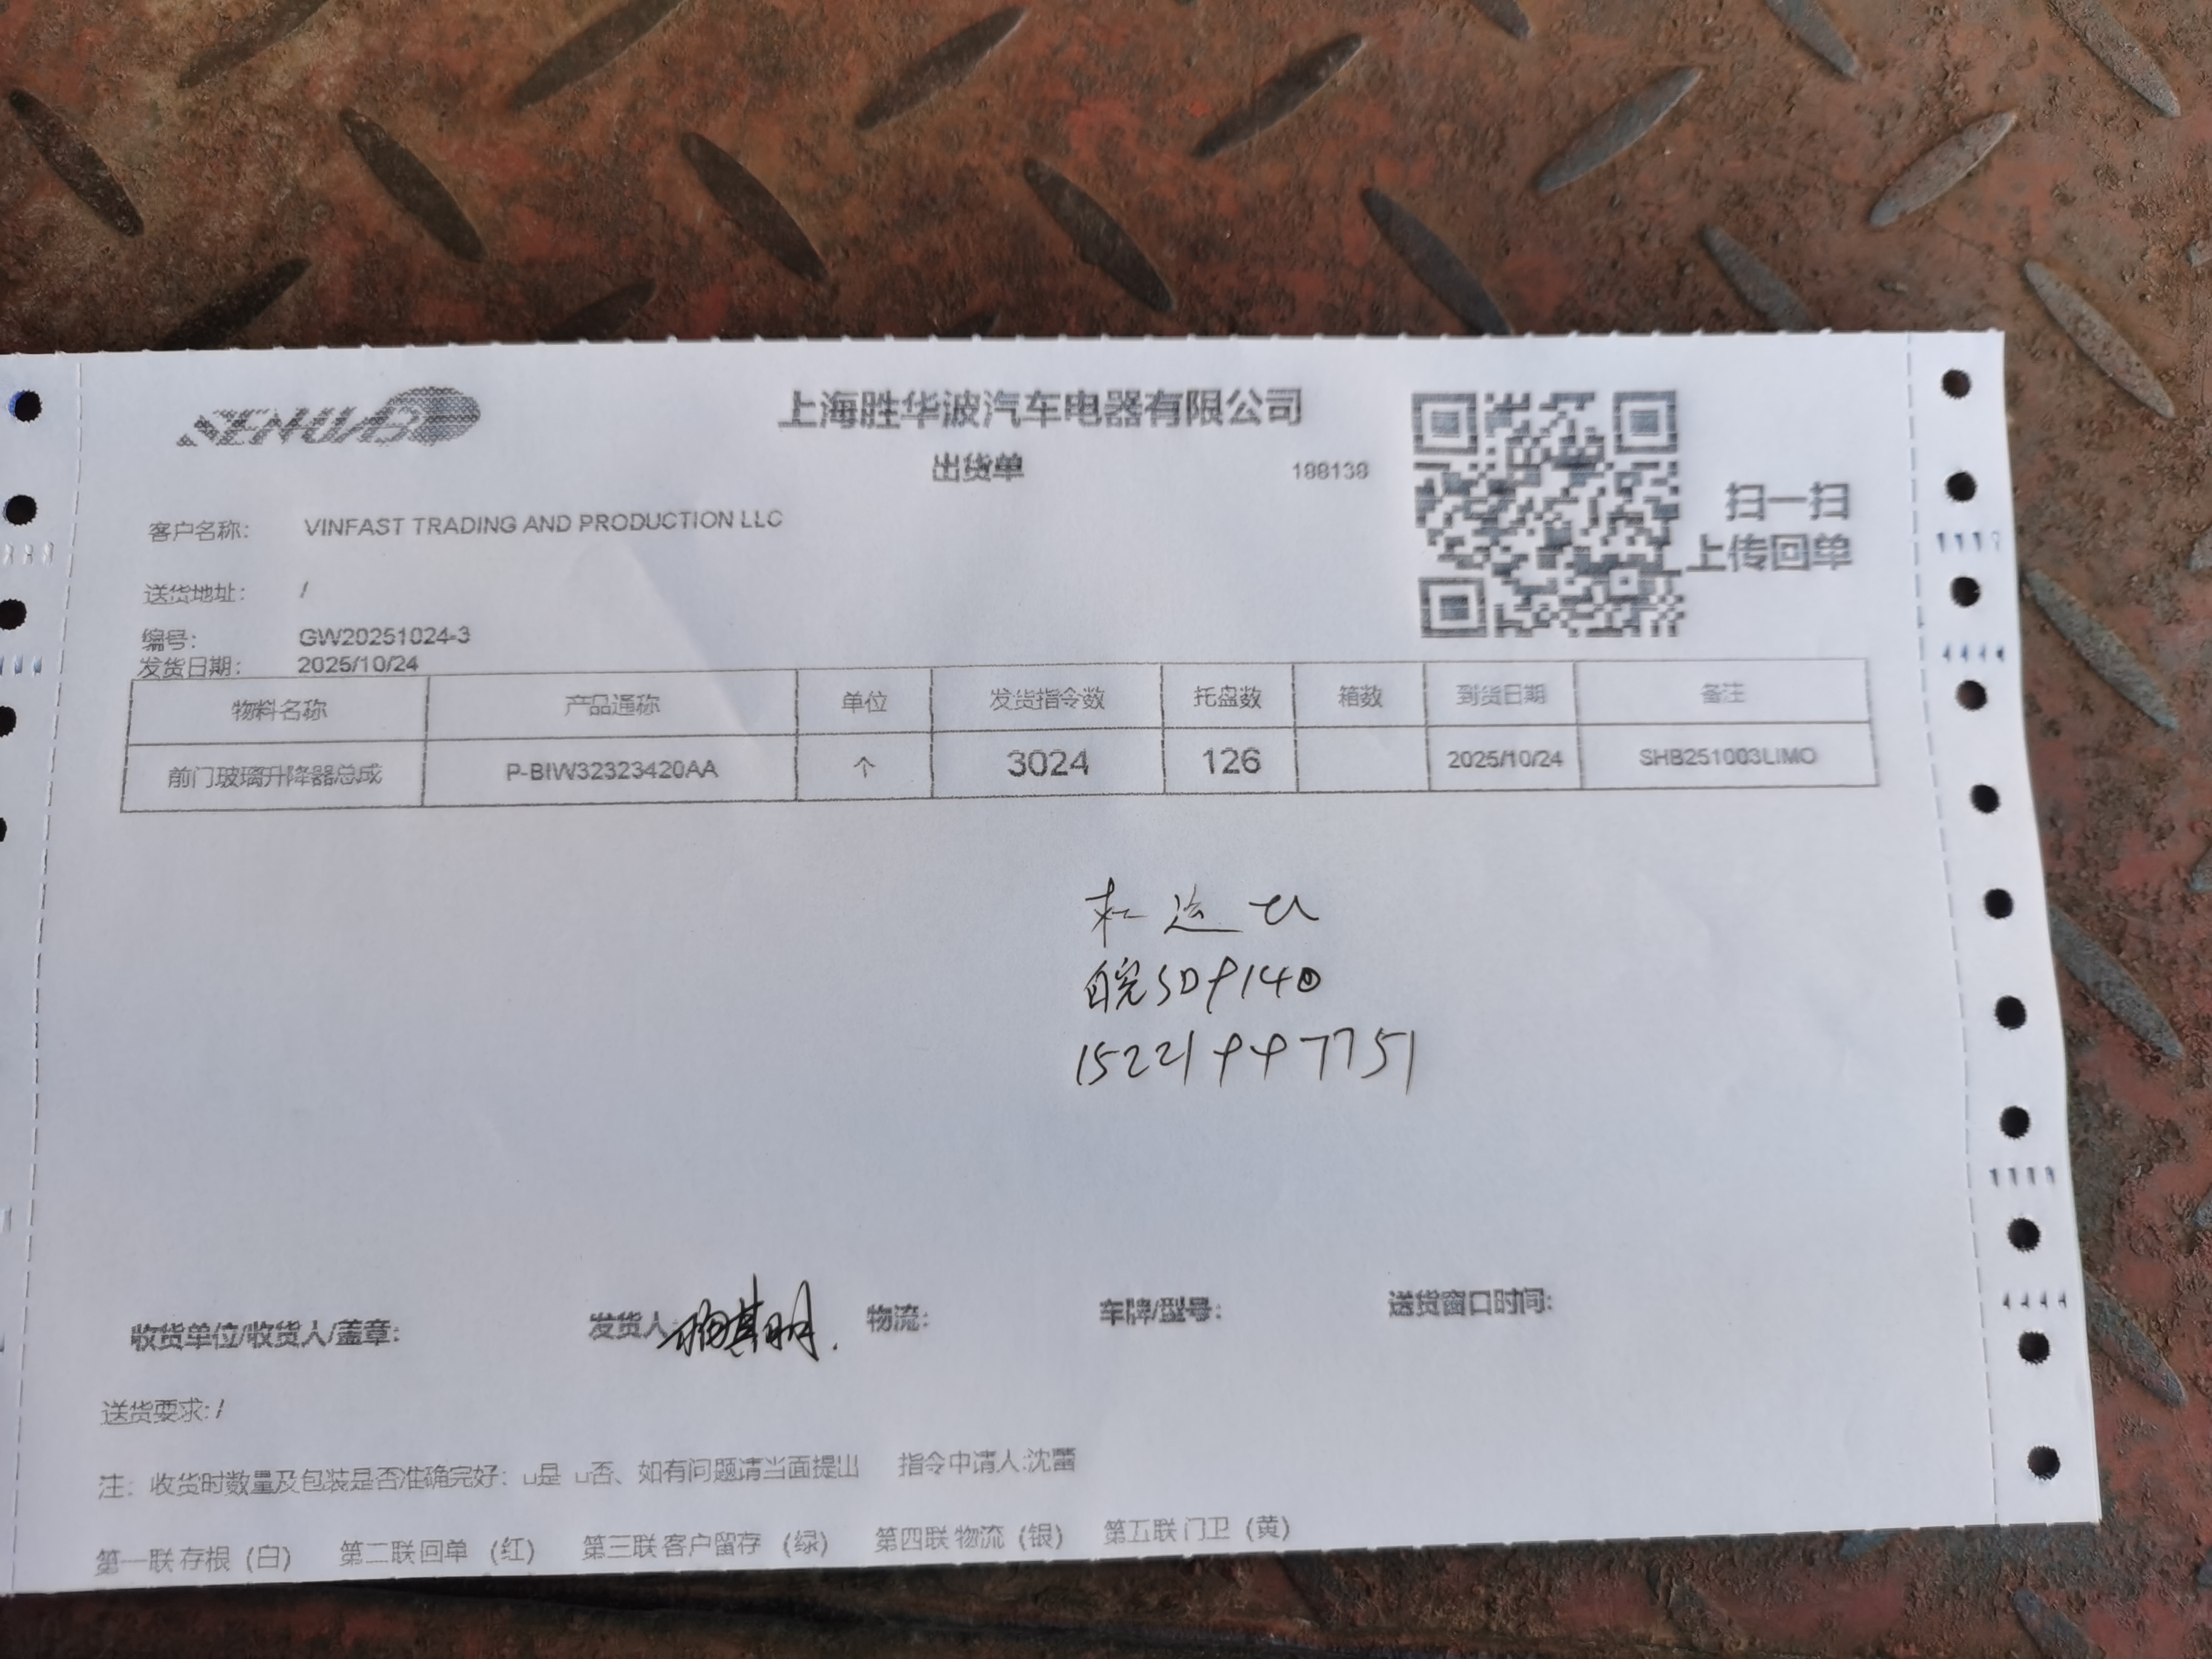 SENWEB
上海胜华波汽车电器有限公司
出货单
188138
扫一扫
上传回单
客户名称: VINFAST TRADING AND PRODUCTION LLC
送货地址: /
编号: GW20251024-3
发货日期: 2025/10/24
物料名称 产品通称 单位 发货指令数 托盘数 箱数 到货日期 备注
前门玻璃升降器总成 P-BIW32323420AA 个 3024 126 2025/10/24 SHB251003LIMO
皖SD9140
15221997751
收货单位/收货人/盖章: 发货人: 物流: 车牌/型号: 送货窗口时间:
送货要求: /
注: 收货时数量及包装是否准确完好: u是 u否、如有问题请当面提出 指令申请人:沈蕾
第一联 存根 (白) 第二联 回单 (红) 第三联 客户留存 (绿) 第四联 物流 (银) 第五联 门卫 (黄)